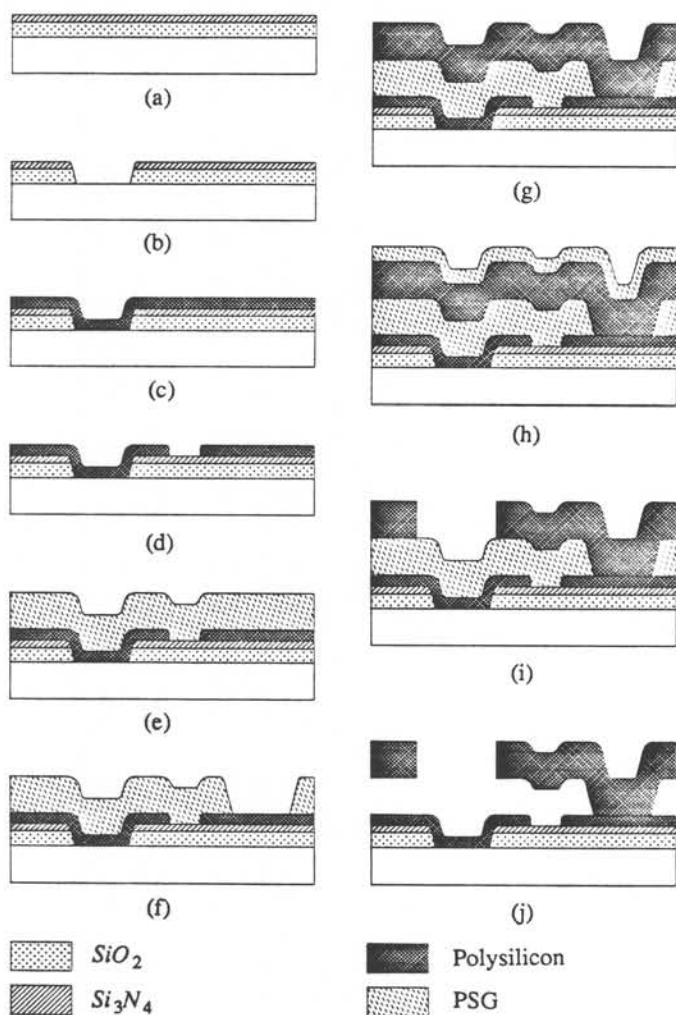 (a)
(b)
(c)
(d)
(e)
(f)
(g)
(h)
(i)
(j)
SiO₂
Si₃N₄
Polysilicon
PSG